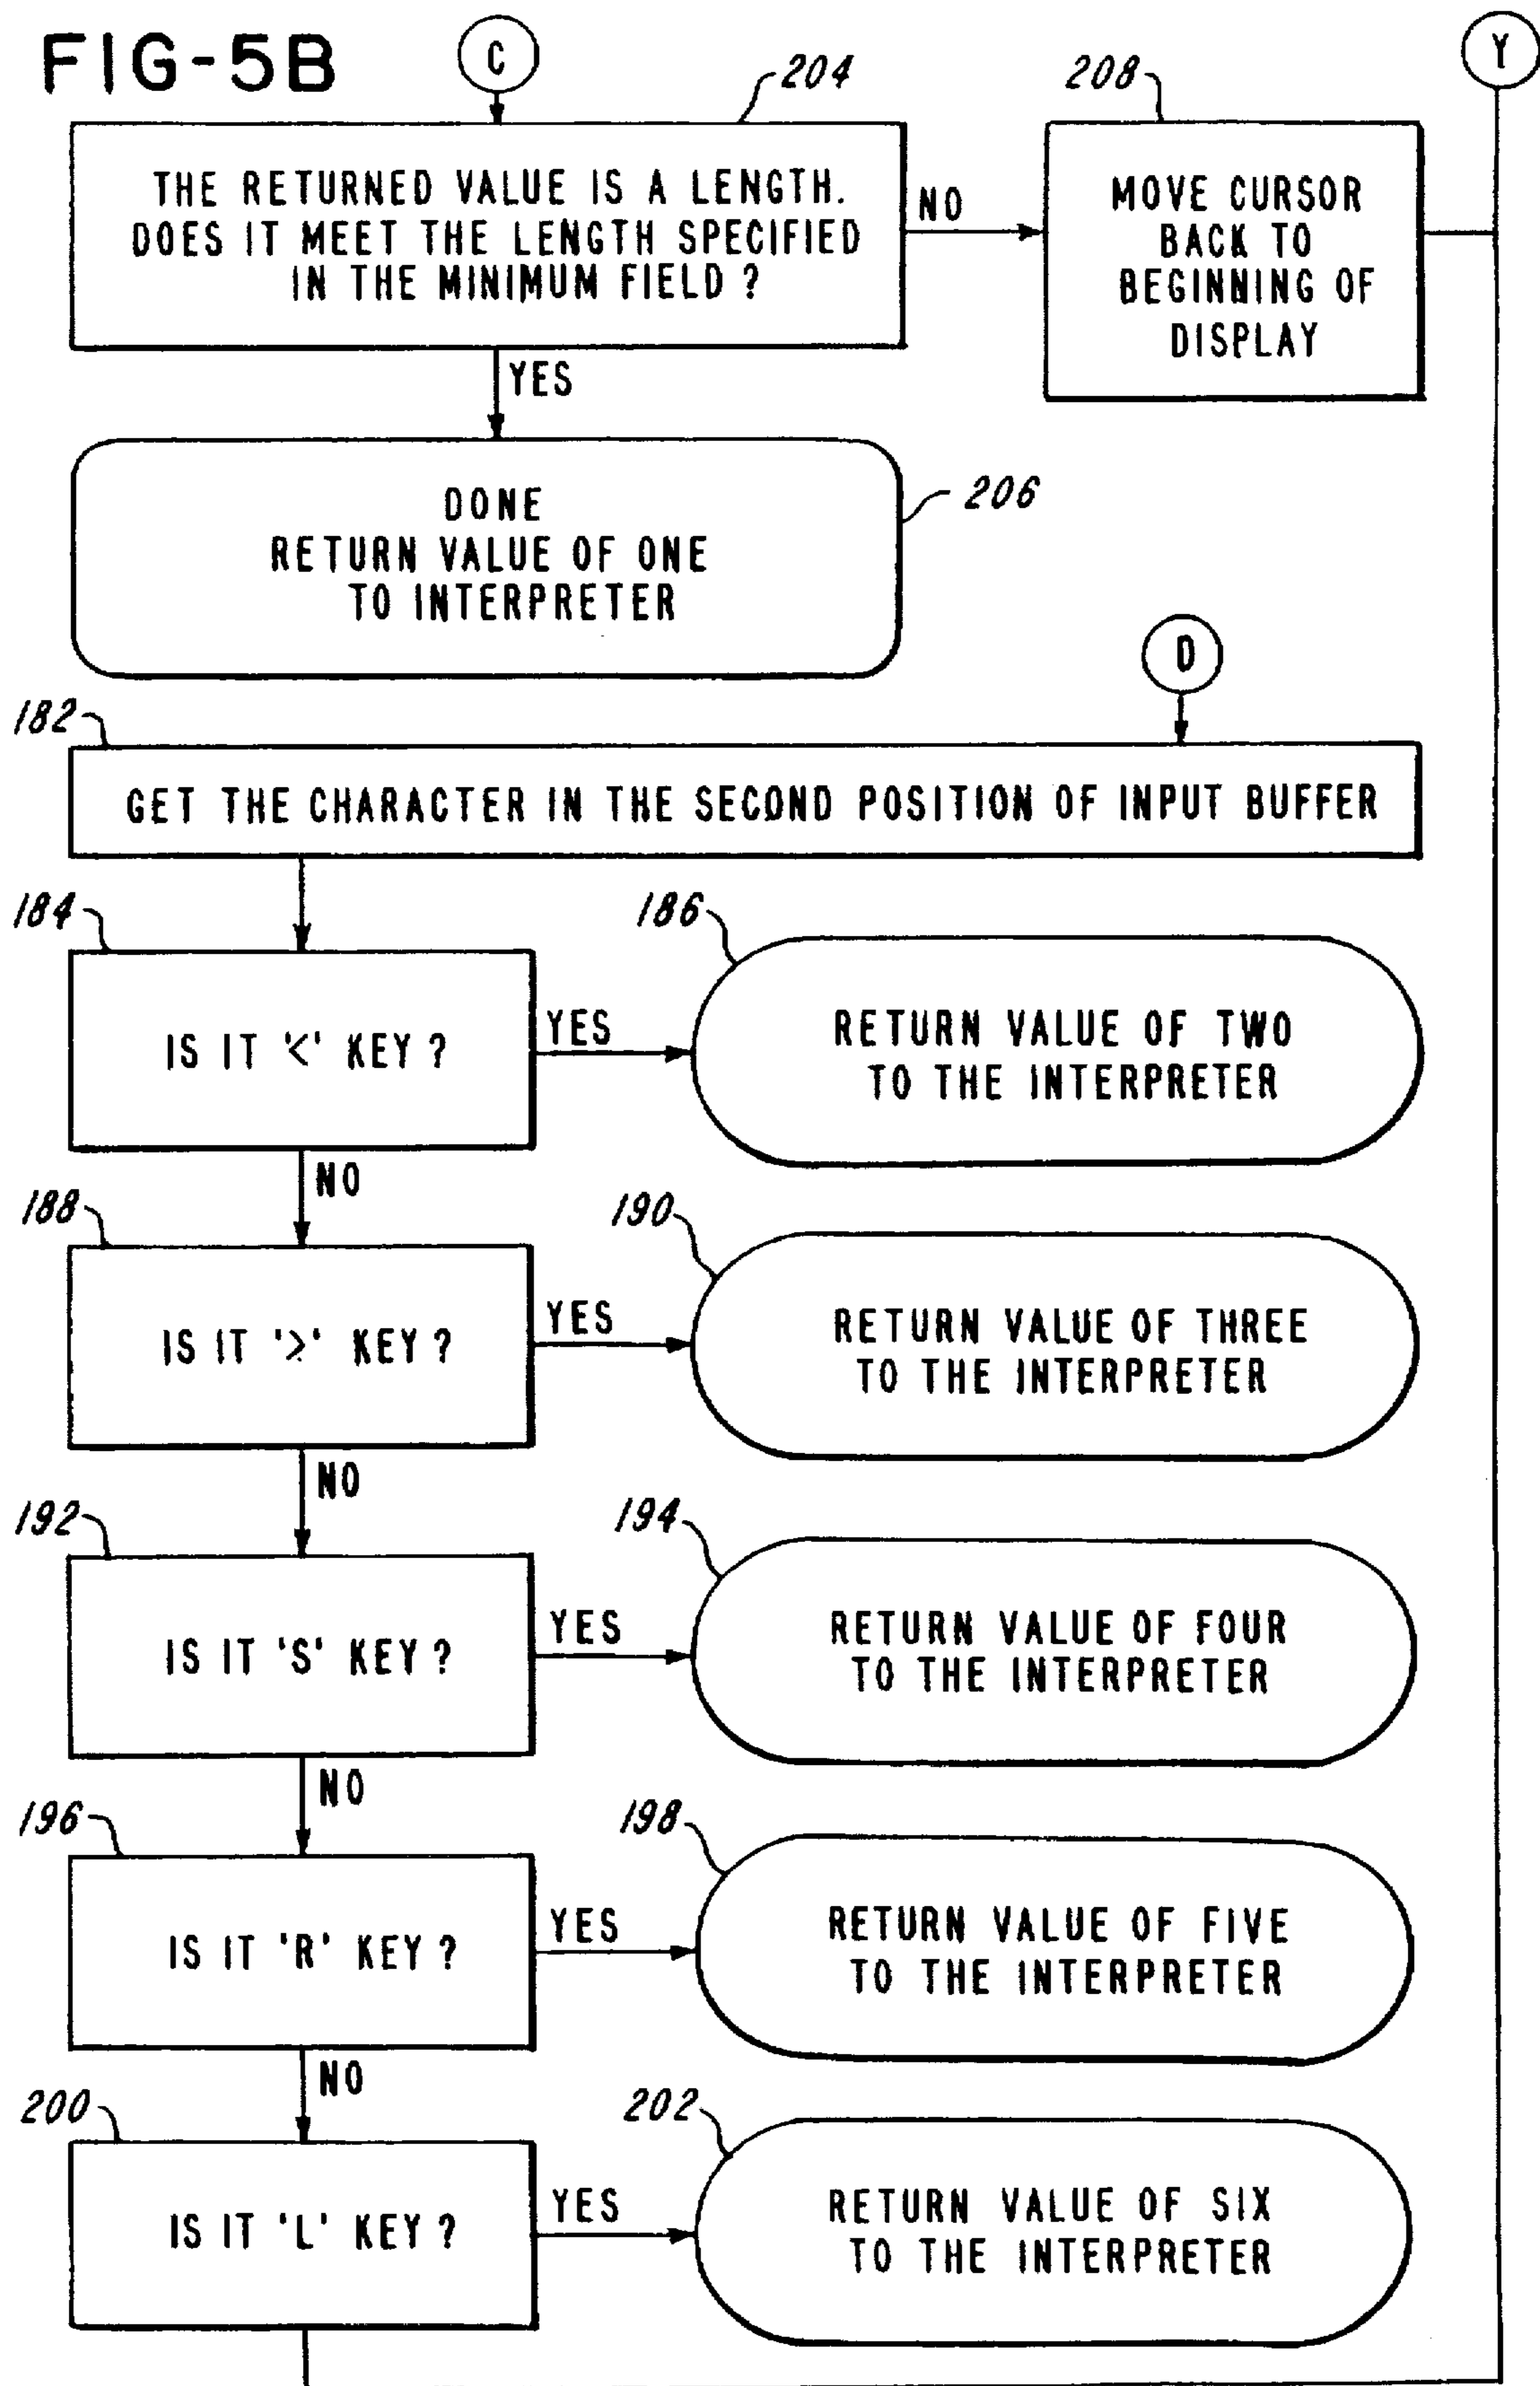 FIG-5B
C
Y
204
208
THE RETURNED VALUE IS A LENGTH.
DOES IT MEET THE LENGTH SPECIFIED
IN THE MINIMUM FIELD ?
NO
MOVE CURSOR
BACK TO
BEGINNING OF
DISPLAY
YES
DONE
RETURN VALUE OF ONE
TO INTERPRETER
206
D
182
GET THE CHARACTER IN THE SECOND POSITION OF INPUT BUFFER
184
IS IT '<' KEY ?
YES
186
RETURN VALUE OF TWO
TO THE INTERPRETER
NO
188
IS IT '>' KEY ?
YES
190
RETURN VALUE OF THREE
TO THE INTERPRETER
NO
192
IS IT 'S' KEY ?
YES
194
RETURN VALUE OF FOUR
TO THE INTERPRETER
NO
196
IS IT 'R' KEY ?
YES
198
RETURN VALUE OF FIVE
TO THE INTERPRETER
NO
200
IS IT 'L' KEY ?
YES
202
RETURN VALUE OF SIX
TO THE INTERPRETER